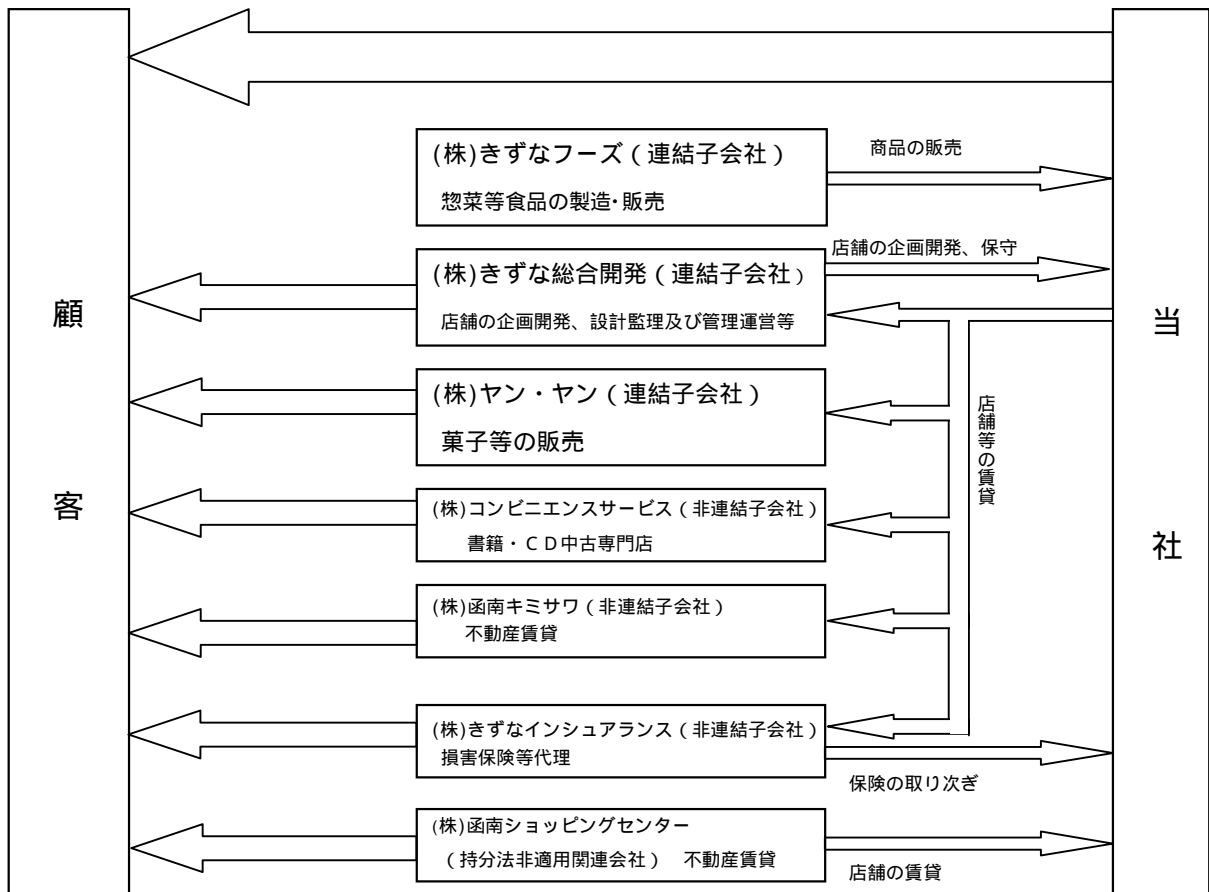 (株)きずなフーズ(連結子会社)
惣菜等食品の製造・販売
商品の販売
(株)きずな総合開発(連結子会社)
店舗の企画開発、設計監理及び管理運営等
店舗の企画開発、保守
顧客
当社
(株)ヤン・ヤン(連結子会社)
菓子等の販売
店舗等の賃貸
(株)コンビニエンスサービス(非連結子会社)
書籍・CD中古専門店
(株)函南キミサワ(非連結子会社)
不動産賃貸
(株)きずなインシュアランス(非連結子会社)
損害保険等代理
保険の取り次ぎ
(株)函南ショッピングセンター
(持分法非適用関連会社) 不動産賃貸
店舗の賃貸